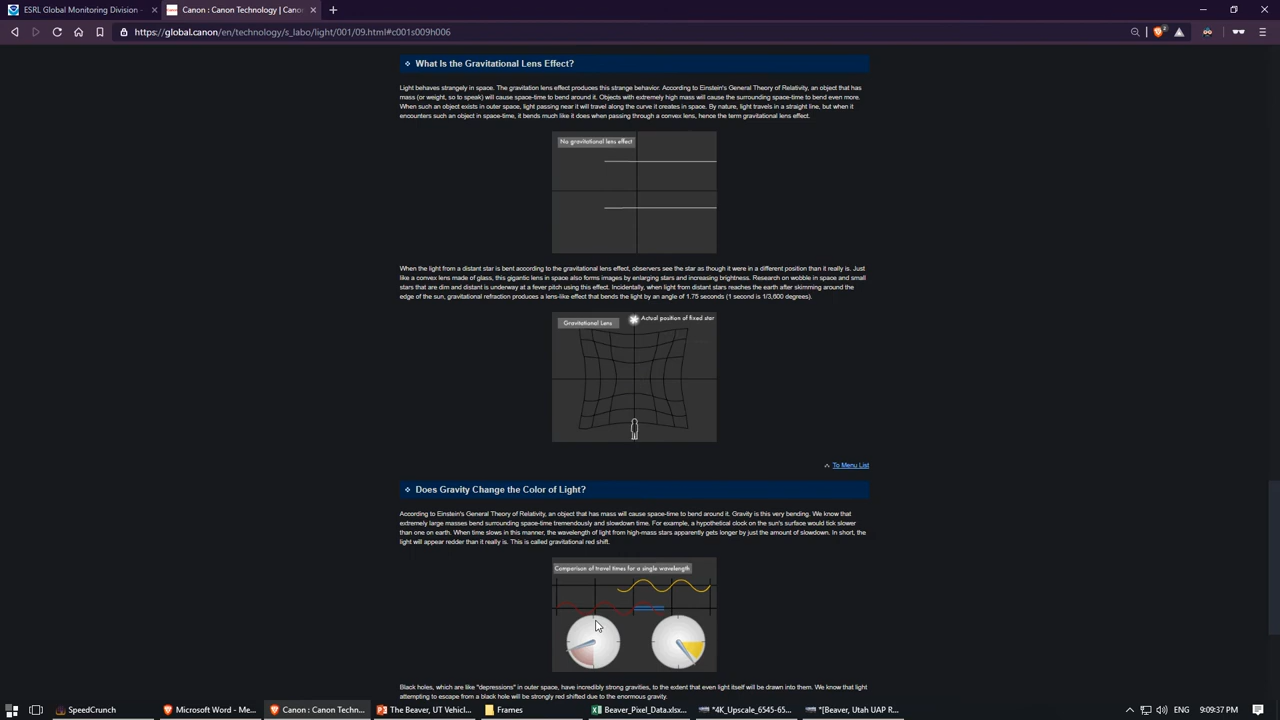 ESRL Global Monitoring Division -
Canon : Canon Technology | Cano
https://global.canon/en/technology/s_labo/light/001/09.html#c001s009h006
2
What Is the Gravitational Lens Effect?
Light behaves strangely in space. The gravitation lens effect produces this strange behavior. According to Einstein's General Theory of Relativity, an object that has
mass (or weight, so to speak) will cause space-time to bend around it. Objects with extremely high mass will cause the surrounding space-time to bend even more.
When such an object exists in outer space, light passing near it will travel along the curve it creates in space. By nature, light travels in a straight line, but when it
encounters such an object in space-time, it bends much like it does when passing through a convex lens, hence the term gravitational lens effect.
No gravitational lens effect
When the light from a distant star is bent according to the gravitational lens effect, observers see the star as though it were in a different position than it really is. Just
like a convex lens made of glass, this gigantic lens in space also forms images by enlarging stars and increasing brightness. Research on wobble in space and small
stars that are dim and distant is underway at a fever pitch using this effect. Incidentally, when light from distant stars reaches the earth after skimming around the
edge of the sun, gravitational refraction produces a lens-like effect that bends the light by an angle of 1.75 seconds (1 second is 1/3,600 degrees).
Gravitational Lens
Actual position of fixed star
To Menu List
Does Gravity Change the Color of Light?
According to Einstein's General Theory of Relativity, an object that has mass will cause space-time to bend around it. Gravity is this very bending. We know that
extremely large masses bend surrounding space-time tremendously and slowdown time. For example, a hypothetical clock on the sun's surface would tick slower
than one on earth. When time slows in this manner, the wavelength of light from high-mass stars apparently gets longer by just the amount of slowdown. In short, the
light will appear redder than it really is. This is called gravitational red shift.
Comparison of travel times for a single wavelength
Black holes, which are like "depressions" in outer space, have incredibly strong gravities, to the extent that even light itself will be drawn into them. We know that light
attempting to escape from a black hole will be strongly red shifted due to the enormous gravity.
SpeedCrunch
Microsoft Word - Me...
Canon : Canon Techn...
The Beaver, UT Vehicl...
Frames
Beaver_Pixel_Data.xlsx...
*4K_Upscale_6545-65...
*[Beaver, Utah UAP R...
ENG
9:09:37 PM